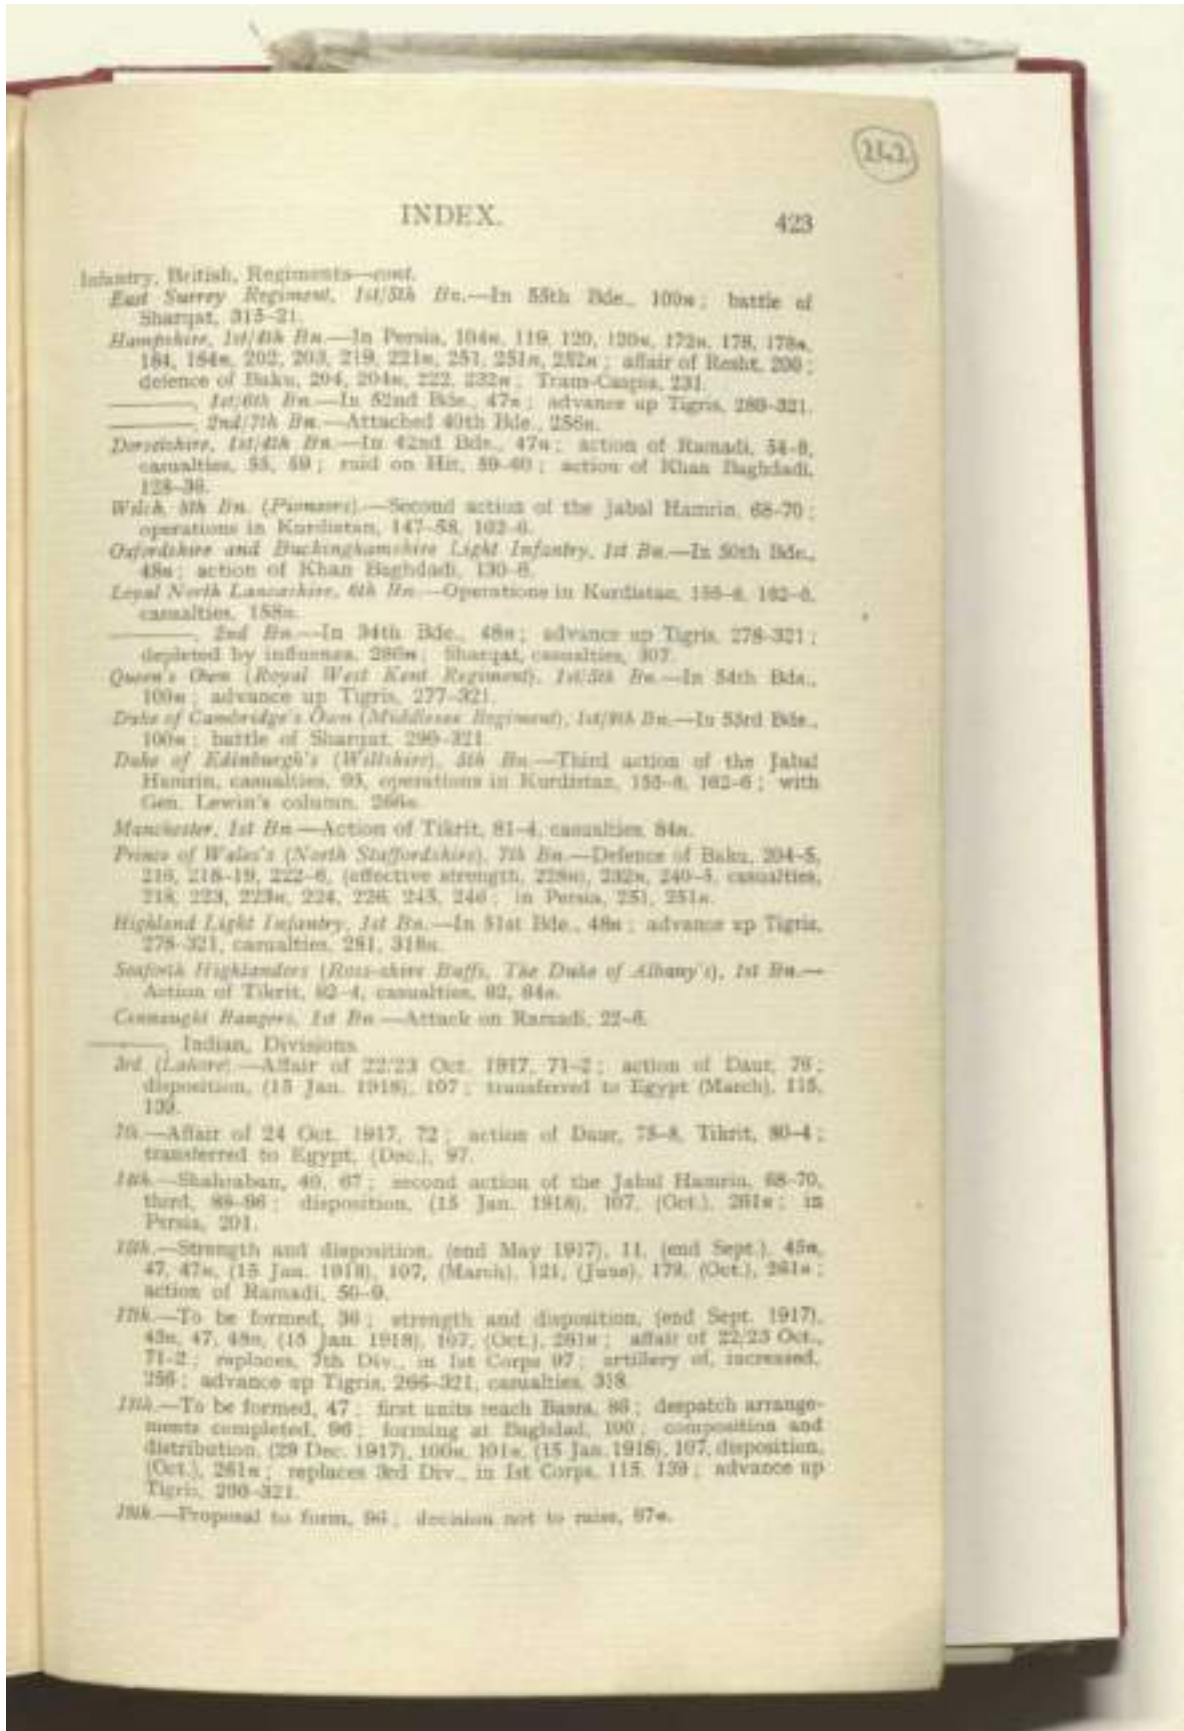 INDEX.
423
Infantry, British, Regiments—cont.
East Surrey Regiment, 1st/5th Bn.—In 55th Bde., 100n; battle of
Sharqat, 315-21.
Hampshire, 1st/4th Bn.—In Persia, 104n, 119, 120, 120n, 172n, 178, 178n,
184, 184n, 202, 203, 219, 221n, 251, 251n, 252n; affair of Resht, 200;
defence of Baku, 204, 204n, 222, 232n; Trans-Caspia, 231.
———, 1st/6th Bn.—In 52nd Bde., 47n; advance up Tigris, 280-321.
———, 2nd/7th Bn.—Attached 40th Bde., 256n.
Dorsetshire, 1st/4th Bn.—In 42nd Bde., 47n; action of Ramadi, 54-8,
casualties, 55, 59; raid on Hit, 59-60; action of Khan Baghdadi,
128-36.
Welch, 8th Bn. (Pioneers).—Second action of the Jabal Hamrin, 68-70;
operations in Kurdistan, 147-58, 162-6.
Oxfordshire and Buckinghamshire Light Infantry, 1st Bn.—In 50th Bde.,
48n; action of Khan Baghdadi, 130-6.
Loyal North Lancashire, 6th Bn.—Operations in Kurdistan, 155-8, 162-6,
casualties, 158n.
———, 2nd Bn.—In 34th Bde., 48n; advance up Tigris, 278-321;
depleted by influenza, 286n; Sharqat, casualties, 307.
Queen's Own (Royal West Kent Regiment), 1st/5th Bn.—In 54th Bde.,
100n; advance up Tigris, 277-321.
Duke of Cambridge's Own (Middlesex Regiment), 1st/9th Bn.—In 53rd Bde.,
100n; battle of Sharqat, 290-321.
Duke of Edinburgh's (Wiltshire), 5th Bn.—Third action of the Jabal
Hamrin, casualties, 95, operations in Kurdistan, 155-8, 162-6; with
Gen. Lewin's column, 266n.
Manchester, 1st Bn.—Action of Tikrit, 81-4, casualties, 84n.
Prince of Wales's (North Staffordshire), 7th Bn.—Defence of Baku, 204-5,
216, 218-19, 222-6, (effective strength, 228n), 232n, 240-5, casualties,
218, 223, 223n, 224, 226, 245, 246; in Persia, 251, 251n.
Highland Light Infantry, 1st Bn.—In 51st Bde., 48n; advance up Tigris,
278-321, casualties, 281, 318n.
Seaforth Highlanders (Ross-shire Buffs, The Duke of Albany's), 1st Bn.—
Action of Tikrit, 82-4, casualties, 82, 84n.
Connaught Rangers, 1st Bn.—Attack on Ramadi, 22-6.
———, Indian, Divisions.
3rd (Lahore).—Affair of 22/23 Oct. 1917, 71-2; action of Daur, 76;
disposition, (15 Jan. 1918), 107; transferred to Egypt (March), 115,
139.
7th.—Affair of 24 Oct. 1917, 72; action of Daur, 75-8, Tikrit, 80-4;
transferred to Egypt, (Dec.), 97.
14th.—Shahraban, 40, 67; second action of the Jabal Hamrin, 68-70,
third, 89-96; disposition, (15 Jan. 1918), 107, (Oct.), 261n; in
Persia, 201.
15th.—Strength and disposition, (end May 1917), 11, (end Sept.), 45n,
47, 47n, (15 Jan. 1918), 107, (March), 121, (June), 179, (Oct.), 261n;
action of Ramadi, 50-9.
17th.—To be formed, 36; strength and disposition, (end Sept. 1917),
45n, 47, 48n, (15 Jan. 1918), 107, (Oct.), 261n; affair of 22/23 Oct.,
71-2; replaces, 7th Div., in Ist Corps 97; artillery of, increased,
256; advance up Tigris, 266-321, casualties, 318.
18th.—To be formed, 47; first units reach Basra, 86; despatch arrange-
ments completed, 96; forming at Baghdad, 100; composition and
distribution, (29 Dec. 1917), 100n, 101n, (15 Jan. 1918), 107, disposition,
(Oct.), 261n; replaces 3rd Div., in Ist Corps, 115, 139; advance up
Tigris, 290-321.
19th.—Proposal to form, 96; decision not to raise, 97n.